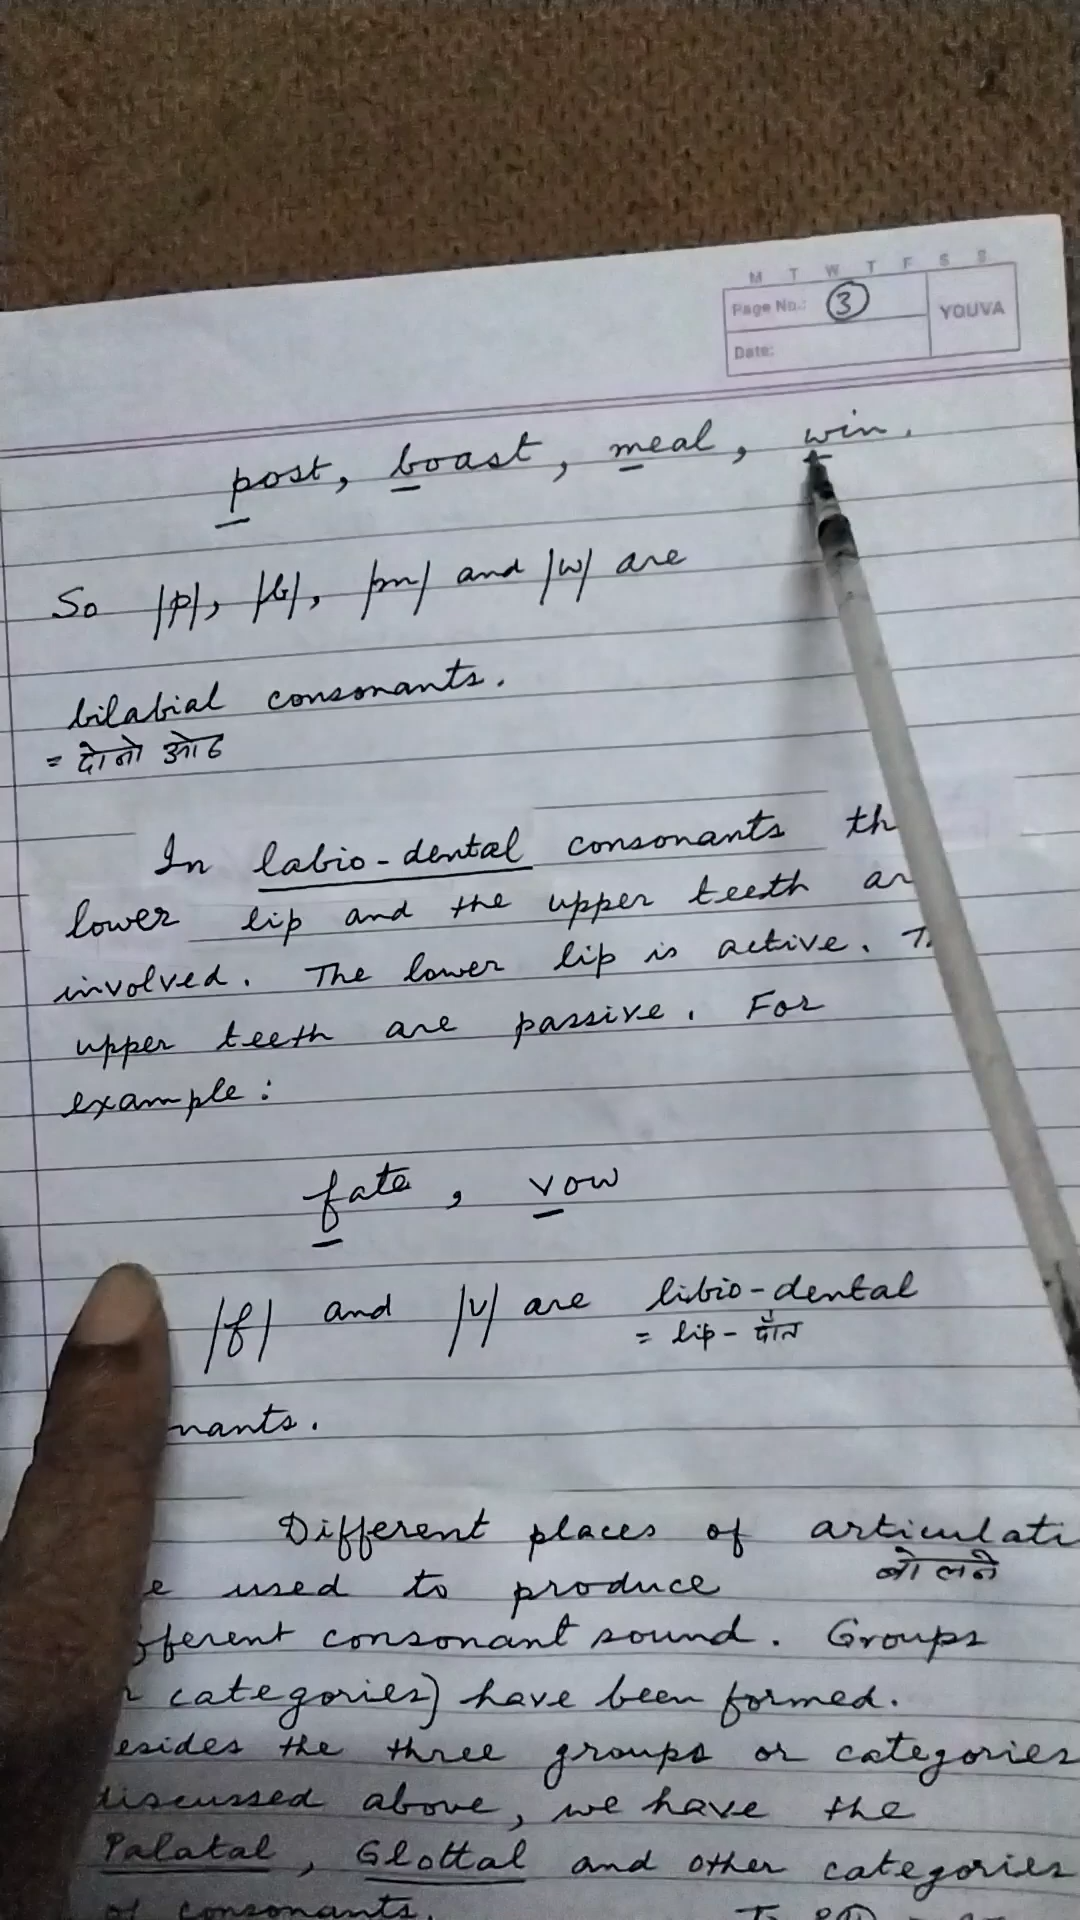 M T W T F S S
Page No.: 3
YOUVA
Date:
post, boast, meal, win.
So /p/, /b/, /m/ and /w/ are
bilabial consonants.
= दोनो ओठ
In labio-dental consonants th
lower lip and the upper teeth ar
involved. The lower lip is active. T
upper teeth are passive. For
example:
fate, vow
/f/ and /v/ are libio-dental
= lip - दाँत
nants.
Different places of articulati
बोलने
e used to produce
fferent consonant sound. Groups
categories) have been formed.
esides the three groups or categories
discussed above, we have the
Palatal, Glottal and other categories
of consonants.